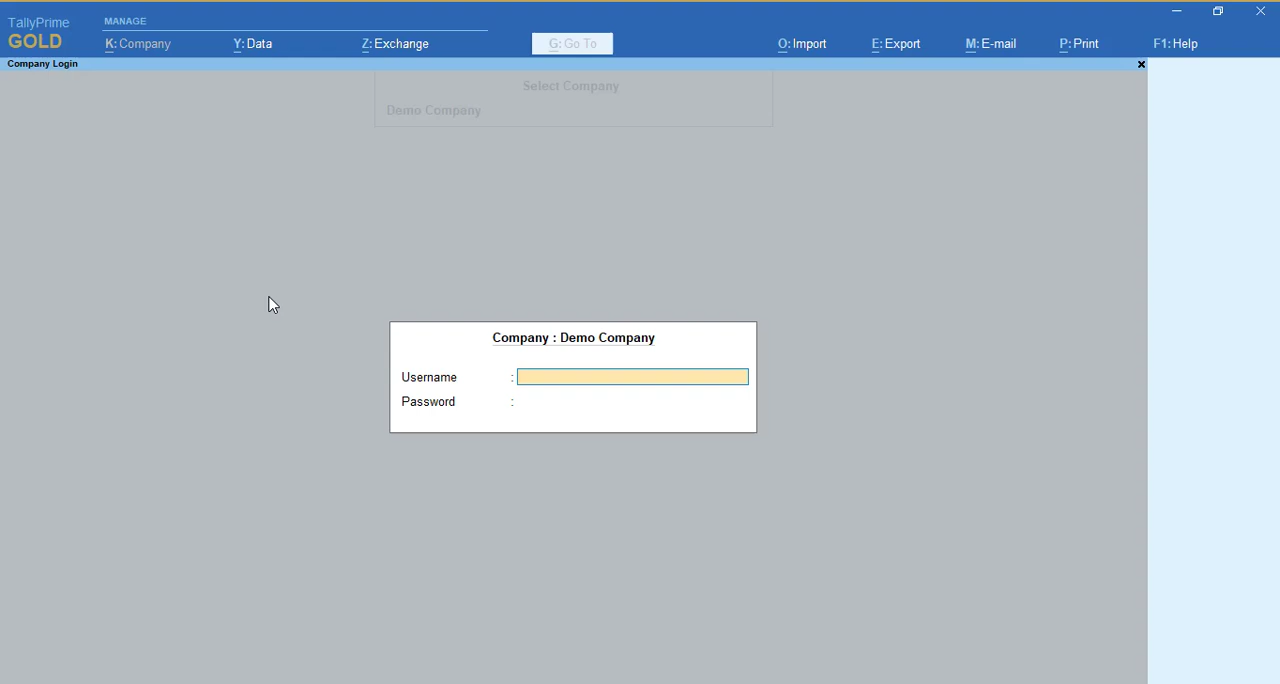 TallyPrime
GOLD
MANAGE
K: Company
Y: Data
Z: Exchange
G: Go To
O: Import
E: Export
M: E-mail
P: Print
F1: Help
Company Login
Select Company
Demo Company
Company : Demo Company
Username :
Password :